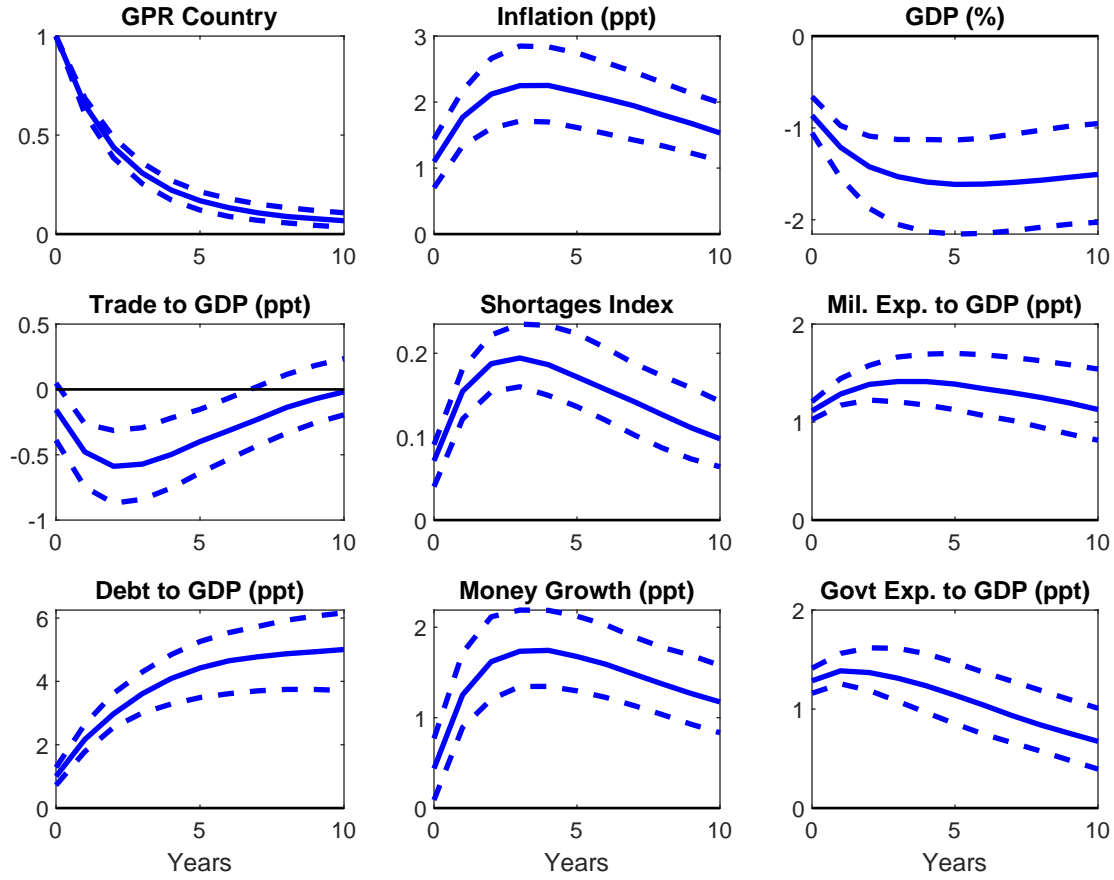 GPR Country
1
0.5
0
0 5 10
Inflation (ppt)
3
2
1
0
0 5 10
GDP (%)
0
-1
-2
0 5 10
Trade to GDP (ppt)
0.5
0
-0.5
-1
0 5 10
Shortages Index
0.2
0.1
0
0 5 10
Mil. Exp. to GDP (ppt)
2
1
0
0 5 10
Debt to GDP (ppt)
6
4
2
0
0 5 10
Years
Money Growth (ppt)
2
1
0
0 5 10
Years
Govt Exp. to GDP (ppt)
2
1
0
0 5 10
Years